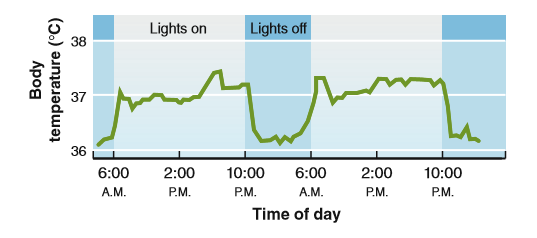 Lights on
Lights off
Body
temperature (°C)
38
37
36
6:00 2:00 10:00 6:00 2:00 10:00
A.M. P.M. P.M. A.M. P.M. P.M.
Time of day